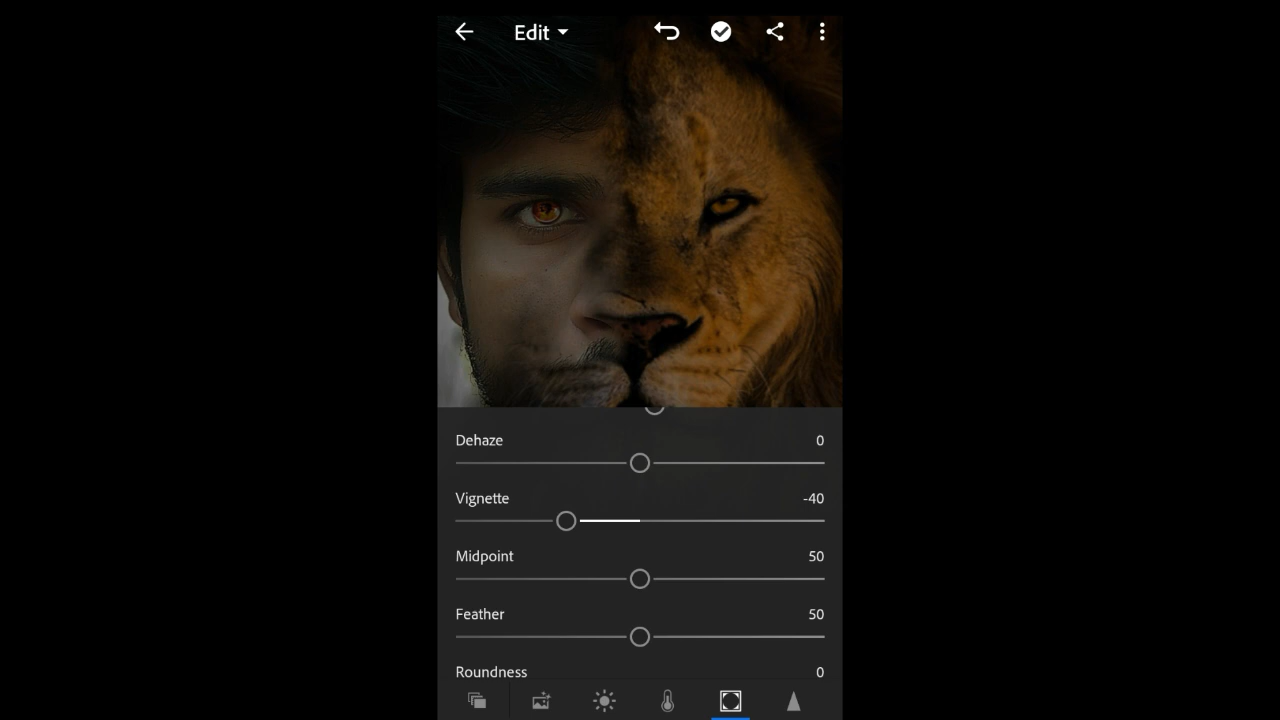 Edit
Dehaze 0
Vignette -40
Midpoint 50
Feather 50
Roundness 0